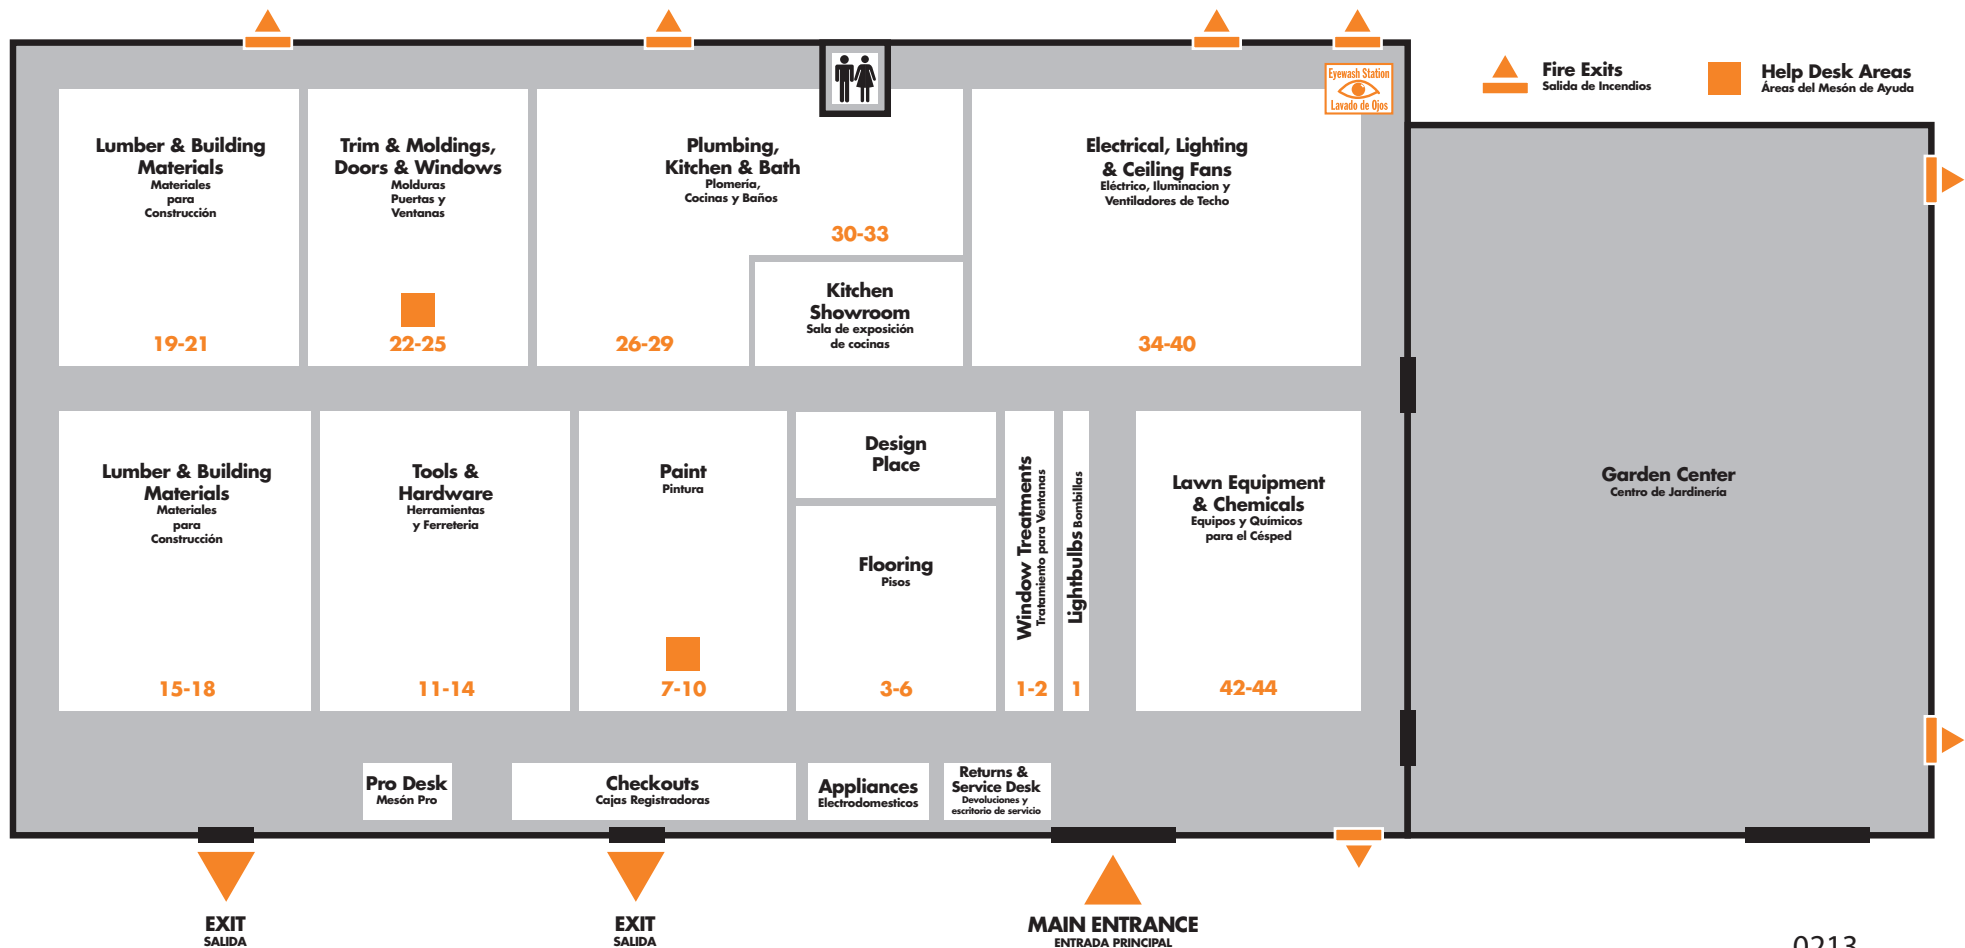 Eyewash Station
Lavado de Ojos
Fire Exits
Salida de Incendios
Help Desk Areas
Áreas del Mesón de Ayuda
Lumber & Building
Materials
Materiales
para
Construcción
19-21
Trim & Moldings,
Doors & Windows
Molduras
Puertas y
Ventanas
22-25
Plumbing,
Kitchen & Bath
Plomería,
Cocinas y Baños
30-33
26-29
Kitchen
Showroom
Sala de exposición
de cocinas
Electrical, Lighting
& Ceiling Fans
Eléctrico, Iluminacion y
Ventiladores de Techo
34-40
Lumber & Building
Materials
Materiales
para
Construcción
15-18
Tools &
Hardware
Herramientas
y Ferreteria
11-14
Paint
Pintura
7-10
Design
Place
Flooring
Pisos
3-6
Window Treatments
Tratamiento para Ventanas
1-2
Lightbulbs Bombillas
1
Lawn Equipment
& Chemicals
Equipos y Químicos
para el Césped
42-44
Garden Center
Centro de Jardinería
Pro Desk
Mesón Pro
Checkouts
Cajas Registradoras
Appliances
Electrodomesticos
Returns &
Service Desk
Devoluciones y
escritorio de servicio
EXIT
SALIDA
EXIT
SALIDA
MAIN ENTRANCE
ENTRADA PRINCIPAL
0213